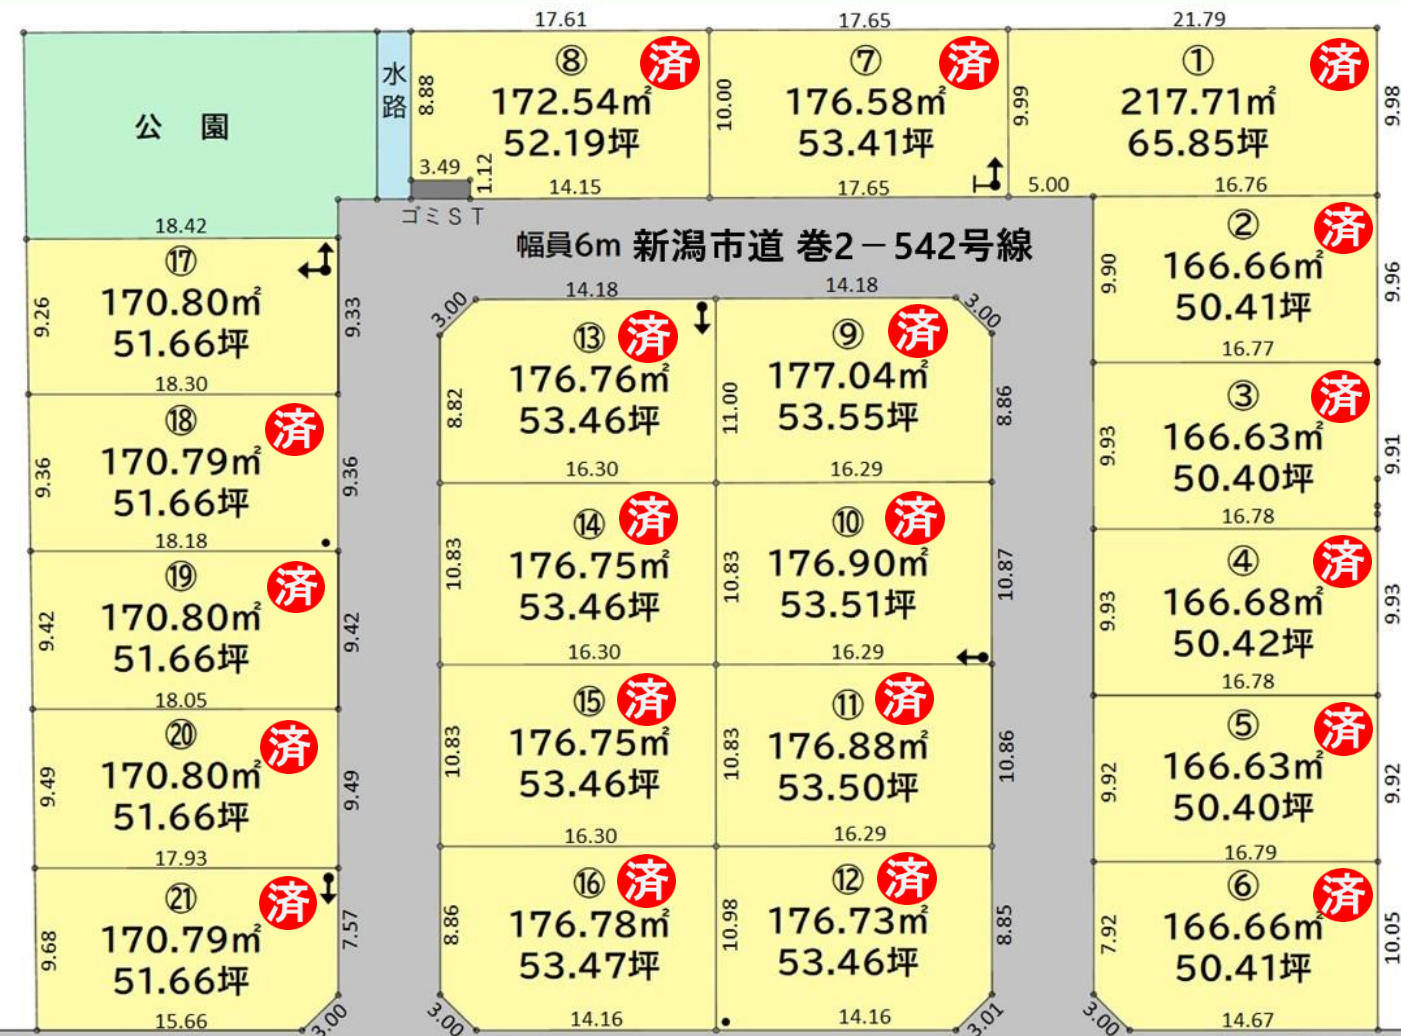 17.61
17.65
21.79
公 園
水路
8.88
⑧
済
172.54㎡
52.19坪
3.49
1.12
14.15
ゴミST
10.00
⑦
済
176.58㎡
53.41坪
17.65
9.99
①
済
217.71㎡
65.85坪
9.98
5.00
16.76
幅員6m 新潟市道 巻2-542号線
18.42
⑰
170.80㎡
51.66坪
9.26
9.33
18.30
⑱
済
170.79㎡
51.66坪
9.36
9.36
18.18
⑲
済
170.80㎡
51.66坪
9.42
9.42
18.05
⑳
済
170.80㎡
51.66坪
9.49
9.49
17.93
㉑
済
170.79㎡
51.66坪
9.68
7.57
15.66
3.00
3.00
14.18
14.18
3.00
⑬
済
176.76㎡
53.46坪
8.82
11.00
16.30
⑨
済
177.04㎡
53.55坪
8.86
16.29
⑭
済
176.75㎡
53.46坪
10.83
10.83
16.30
⑩
済
176.90㎡
53.51坪
10.87
16.29
⑮
済
176.75㎡
53.46坪
10.83
10.83
16.30
⑪
済
176.88㎡
53.50坪
10.86
16.29
⑯
済
176.78㎡
53.47坪
8.86
10.98
3.00
14.16
⑫
済
176.73㎡
53.46坪
8.85
14.16
3.01
②
済
166.66㎡
50.41坪
9.90
9.96
16.77
③
済
166.63㎡
50.40坪
9.93
9.91
16.78
④
済
166.68㎡
50.42坪
9.93
9.93
16.78
⑤
済
166.63㎡
50.40坪
9.92
9.92
16.79
⑥
済
166.66㎡
50.41坪
7.92
10.05
3.00
14.67